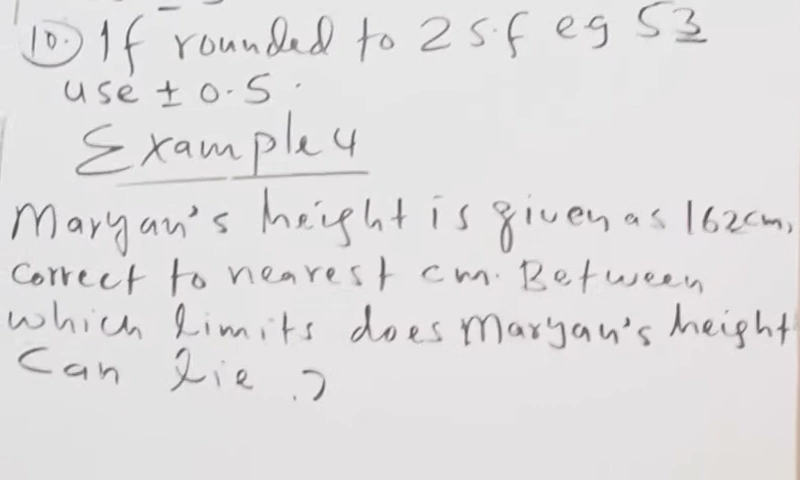 10. If rounded to 2 s.f eg 53
use ± 0.5.
Example 4
Maryan's height is given as 162cm,
correct to nearest cm. Between
which limits does Maryan's height
can lie ?